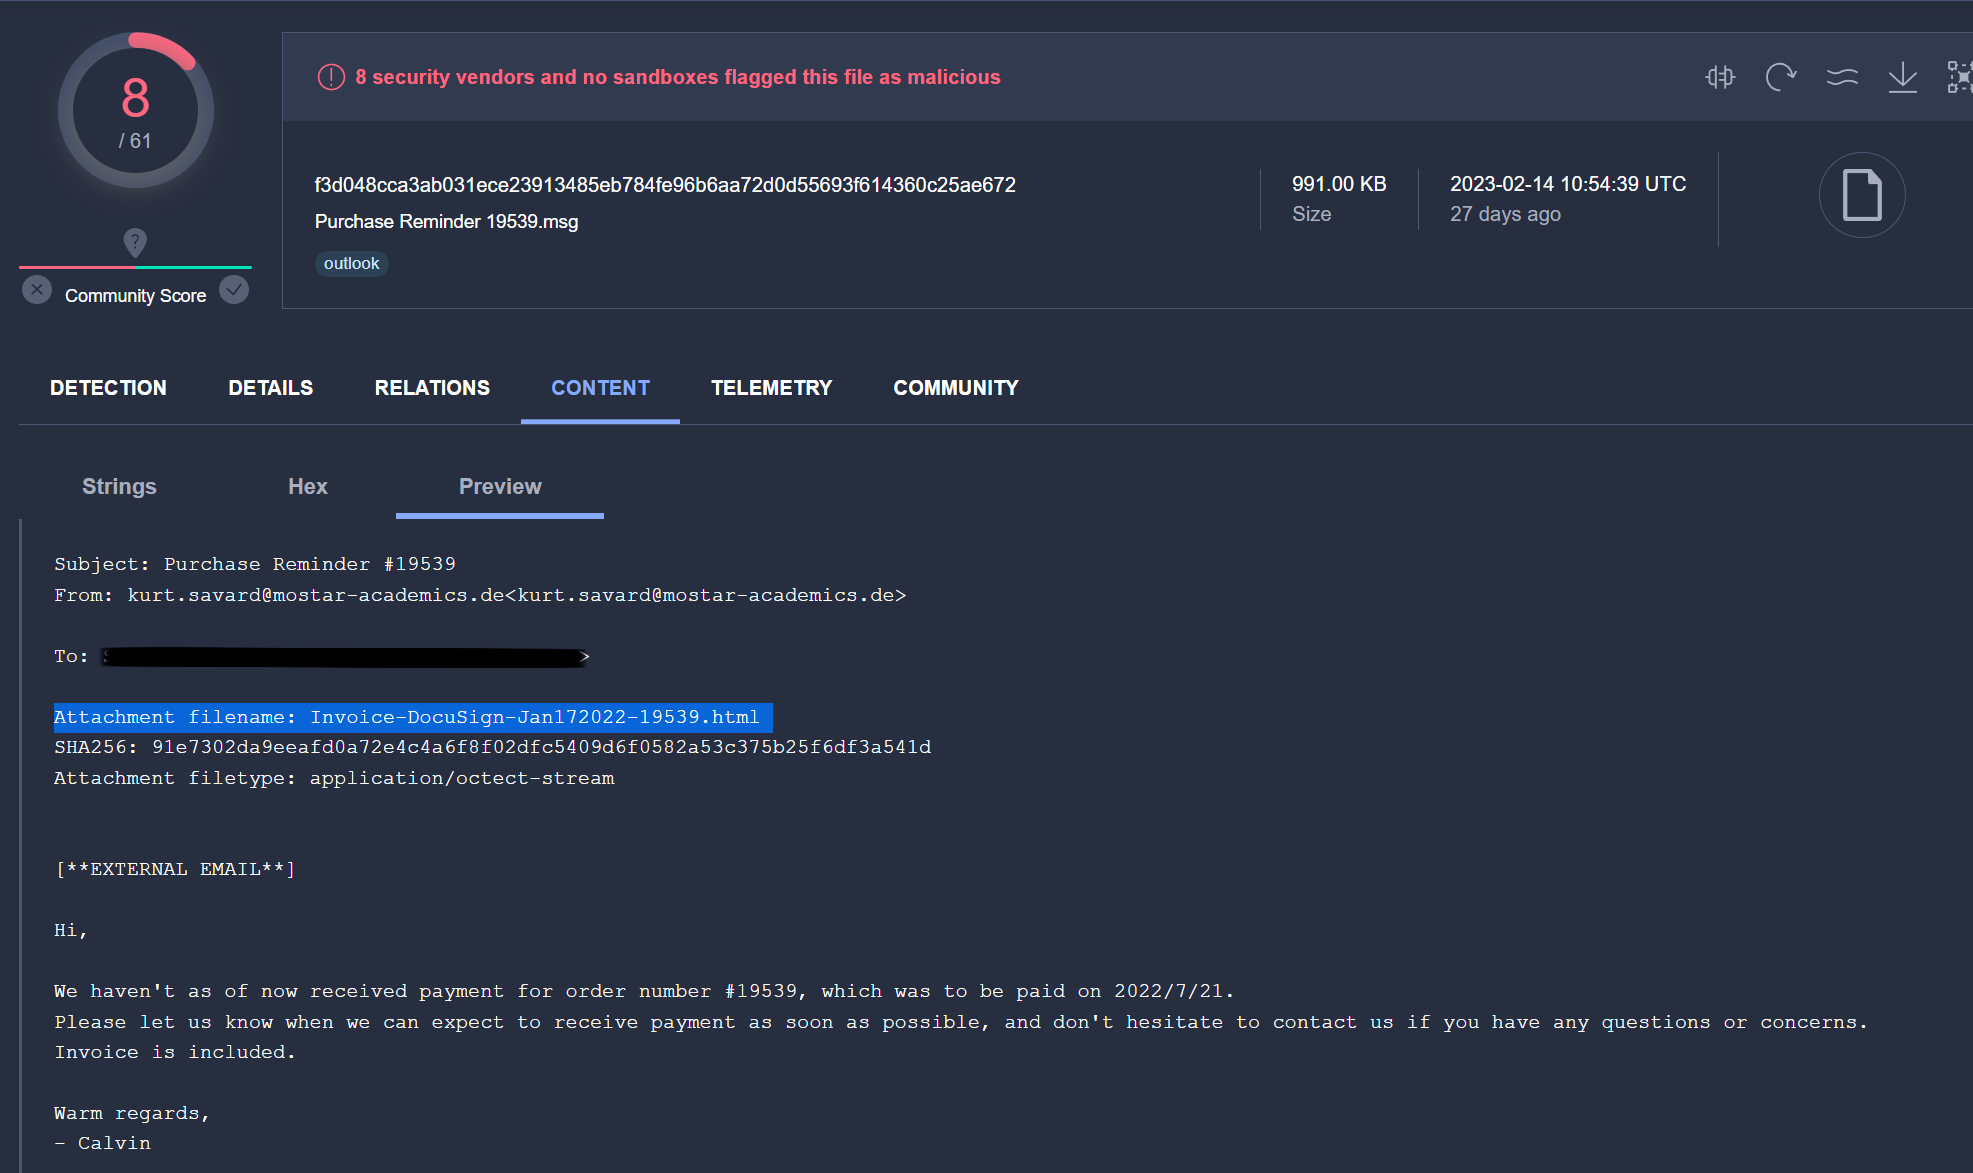 8
/ 61
Community Score
8 security vendors and no sandboxes flagged this file as malicious
f3d048cca3ab031ece23913485eb784fe96b6aa72d0d55693f614360c25ae672
Purchase Reminder 19539.msg
outlook
991.00 KB
Size
2023-02-14 10:54:39 UTC
27 days ago
DETECTION DETAILS RELATIONS CONTENT TELEMETRY COMMUNITY
Strings Hex Preview
Subject: Purchase Reminder #19539
From: kurt.savard@mostar-academics.de<kurt.savard@mostar-academics.de>
To: >
Attachment filename: Invoice-DocuSign-Jan172022-19539.html
SHA256: 91e7302da9eeafd0a72e4c4a6f8f02dfc5409d6f0582a53c375b25f6df3a541d
Attachment filetype: application/octect-stream
[**EXTERNAL EMAIL**]
Hi,
We haven't as of now received payment for order number #19539, which was to be paid on 2022/7/21.
Please let us know when we can expect to receive payment as soon as possible, and don't hesitate to contact us if you have any questions or concerns.
Invoice is included.
Warm regards,
- Calvin